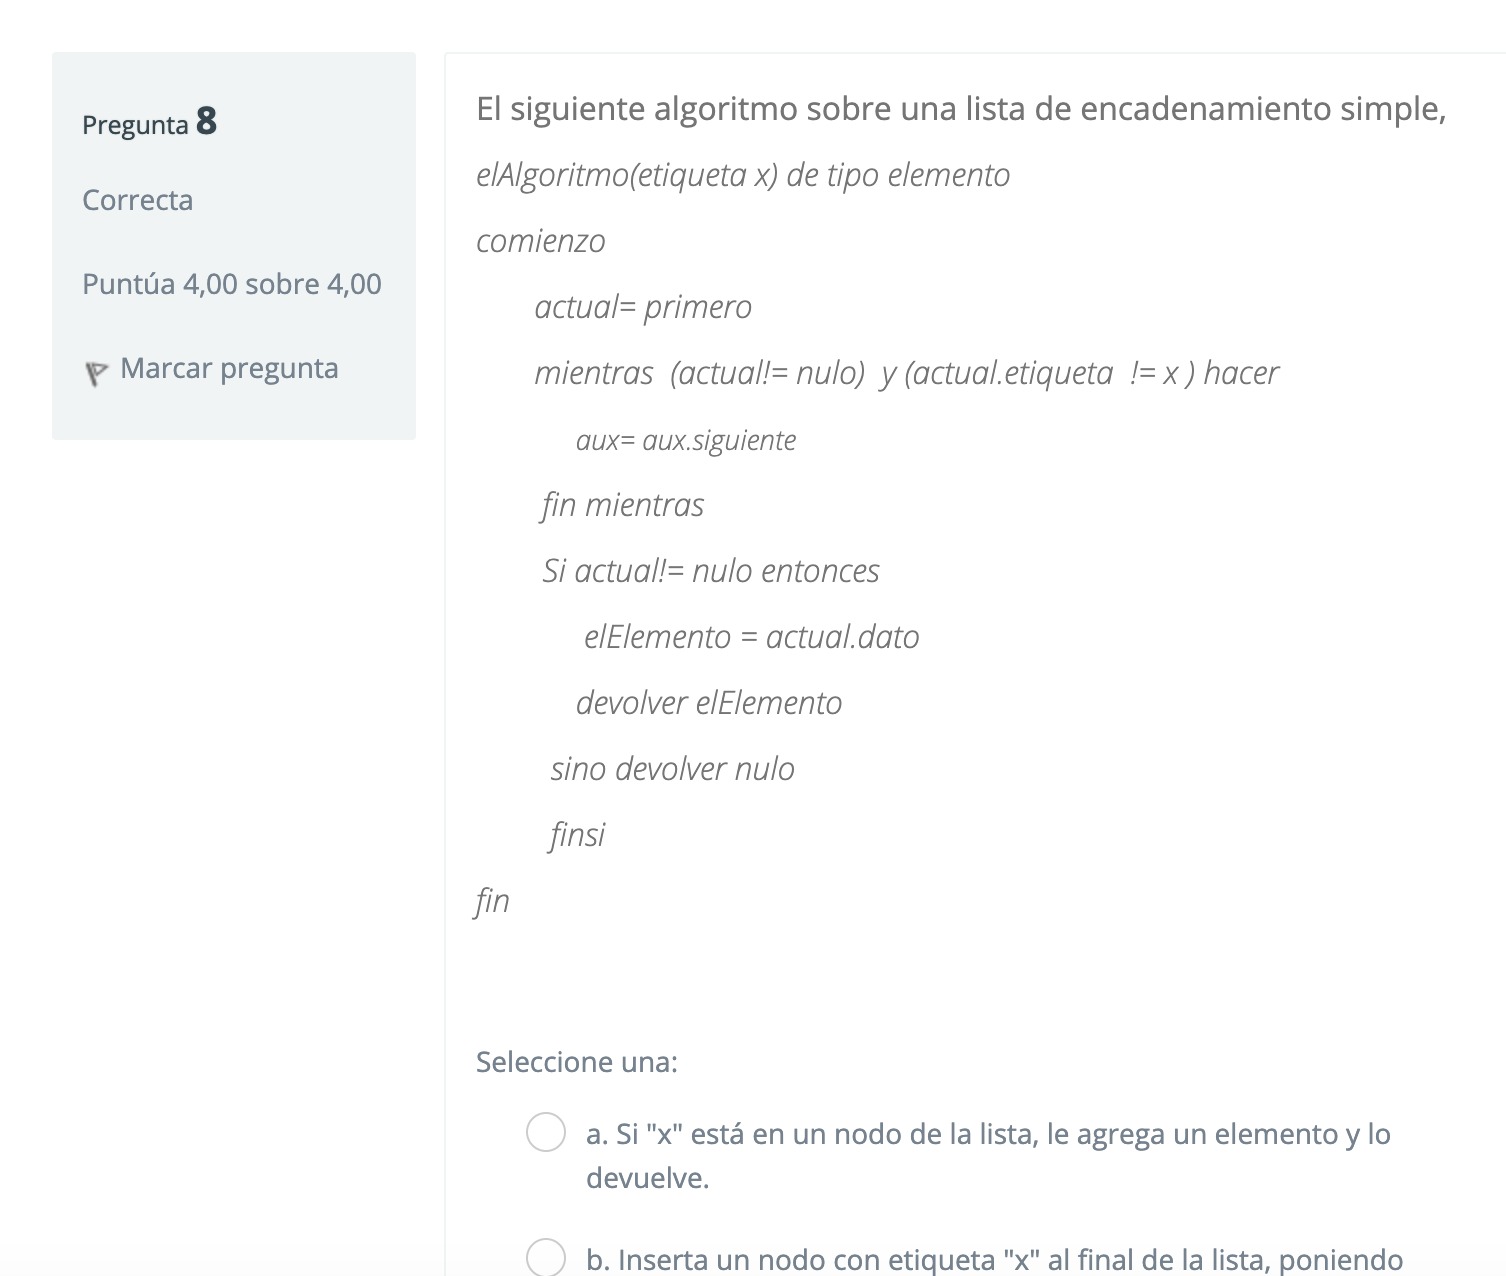 Pregunta 8
Correcta
Puntúa 4,00 sobre 4,00
Marcar pregunta
El siguiente algoritmo sobre una lista de encadenamiento simple,
elAlgoritmo(etiqueta x) de tipo elemento
comienzo
actual= primero
mientras (actual!= nulo) y (actual.etiqueta != x ) hacer
aux= aux.siguiente
fin mientras
Si actual!= nulo entonces
elElemento = actual.dato
devolver elElemento
sino devolver nulo
finsi
fin
Seleccione una:
a. Si "x" está en un nodo de la lista, le agrega un elemento y lo
devuelve.
b. Inserta un nodo con etiqueta "x" al final de la lista, poniendo